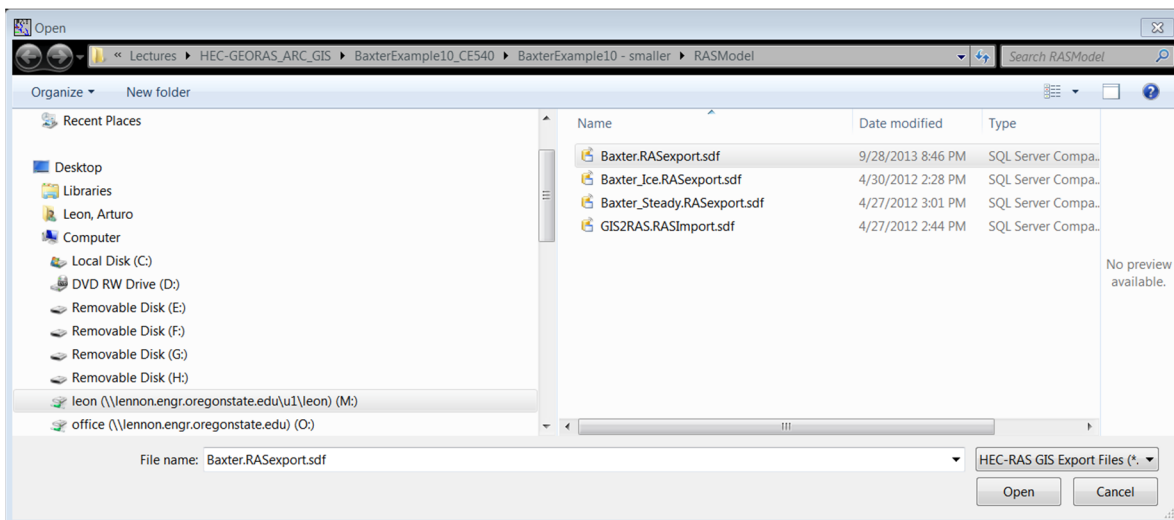 Open
« Lectures ▸ HEC-GEORAS_ARC_GIS ▸ BaxterExample10_CE540 ▸ BaxterExample10 - smaller ▸ RASModel
Search RASModel
Organize ▾ New folder
Recent Places
Desktop
Libraries
Leon, Arturo
Computer
Local Disk (C:)
DVD RW Drive (D:)
Removable Disk (E:)
Removable Disk (F:)
Removable Disk (G:)
Removable Disk (H:)
leon (\\lennon.engr.oregonstate.edu\u1\leon) (M:)
office (\\lennon.engr.oregonstate.edu) (O:)
Name Date modified Type
Baxter.RASexport.sdf 9/28/2013 8:46 PM SQL Server Compa..
Baxter_Ice.RASexport.sdf 4/30/2012 2:28 PM SQL Server Compa..
Baxter_Steady.RASexport.sdf 4/27/2012 3:01 PM SQL Server Compa..
GIS2RAS.RASImport.sdf 4/27/2012 2:44 PM SQL Server Compa..
No preview
available.
File name: Baxter.RASexport.sdf
HEC-RAS GIS Export Files (*.
Open Cancel